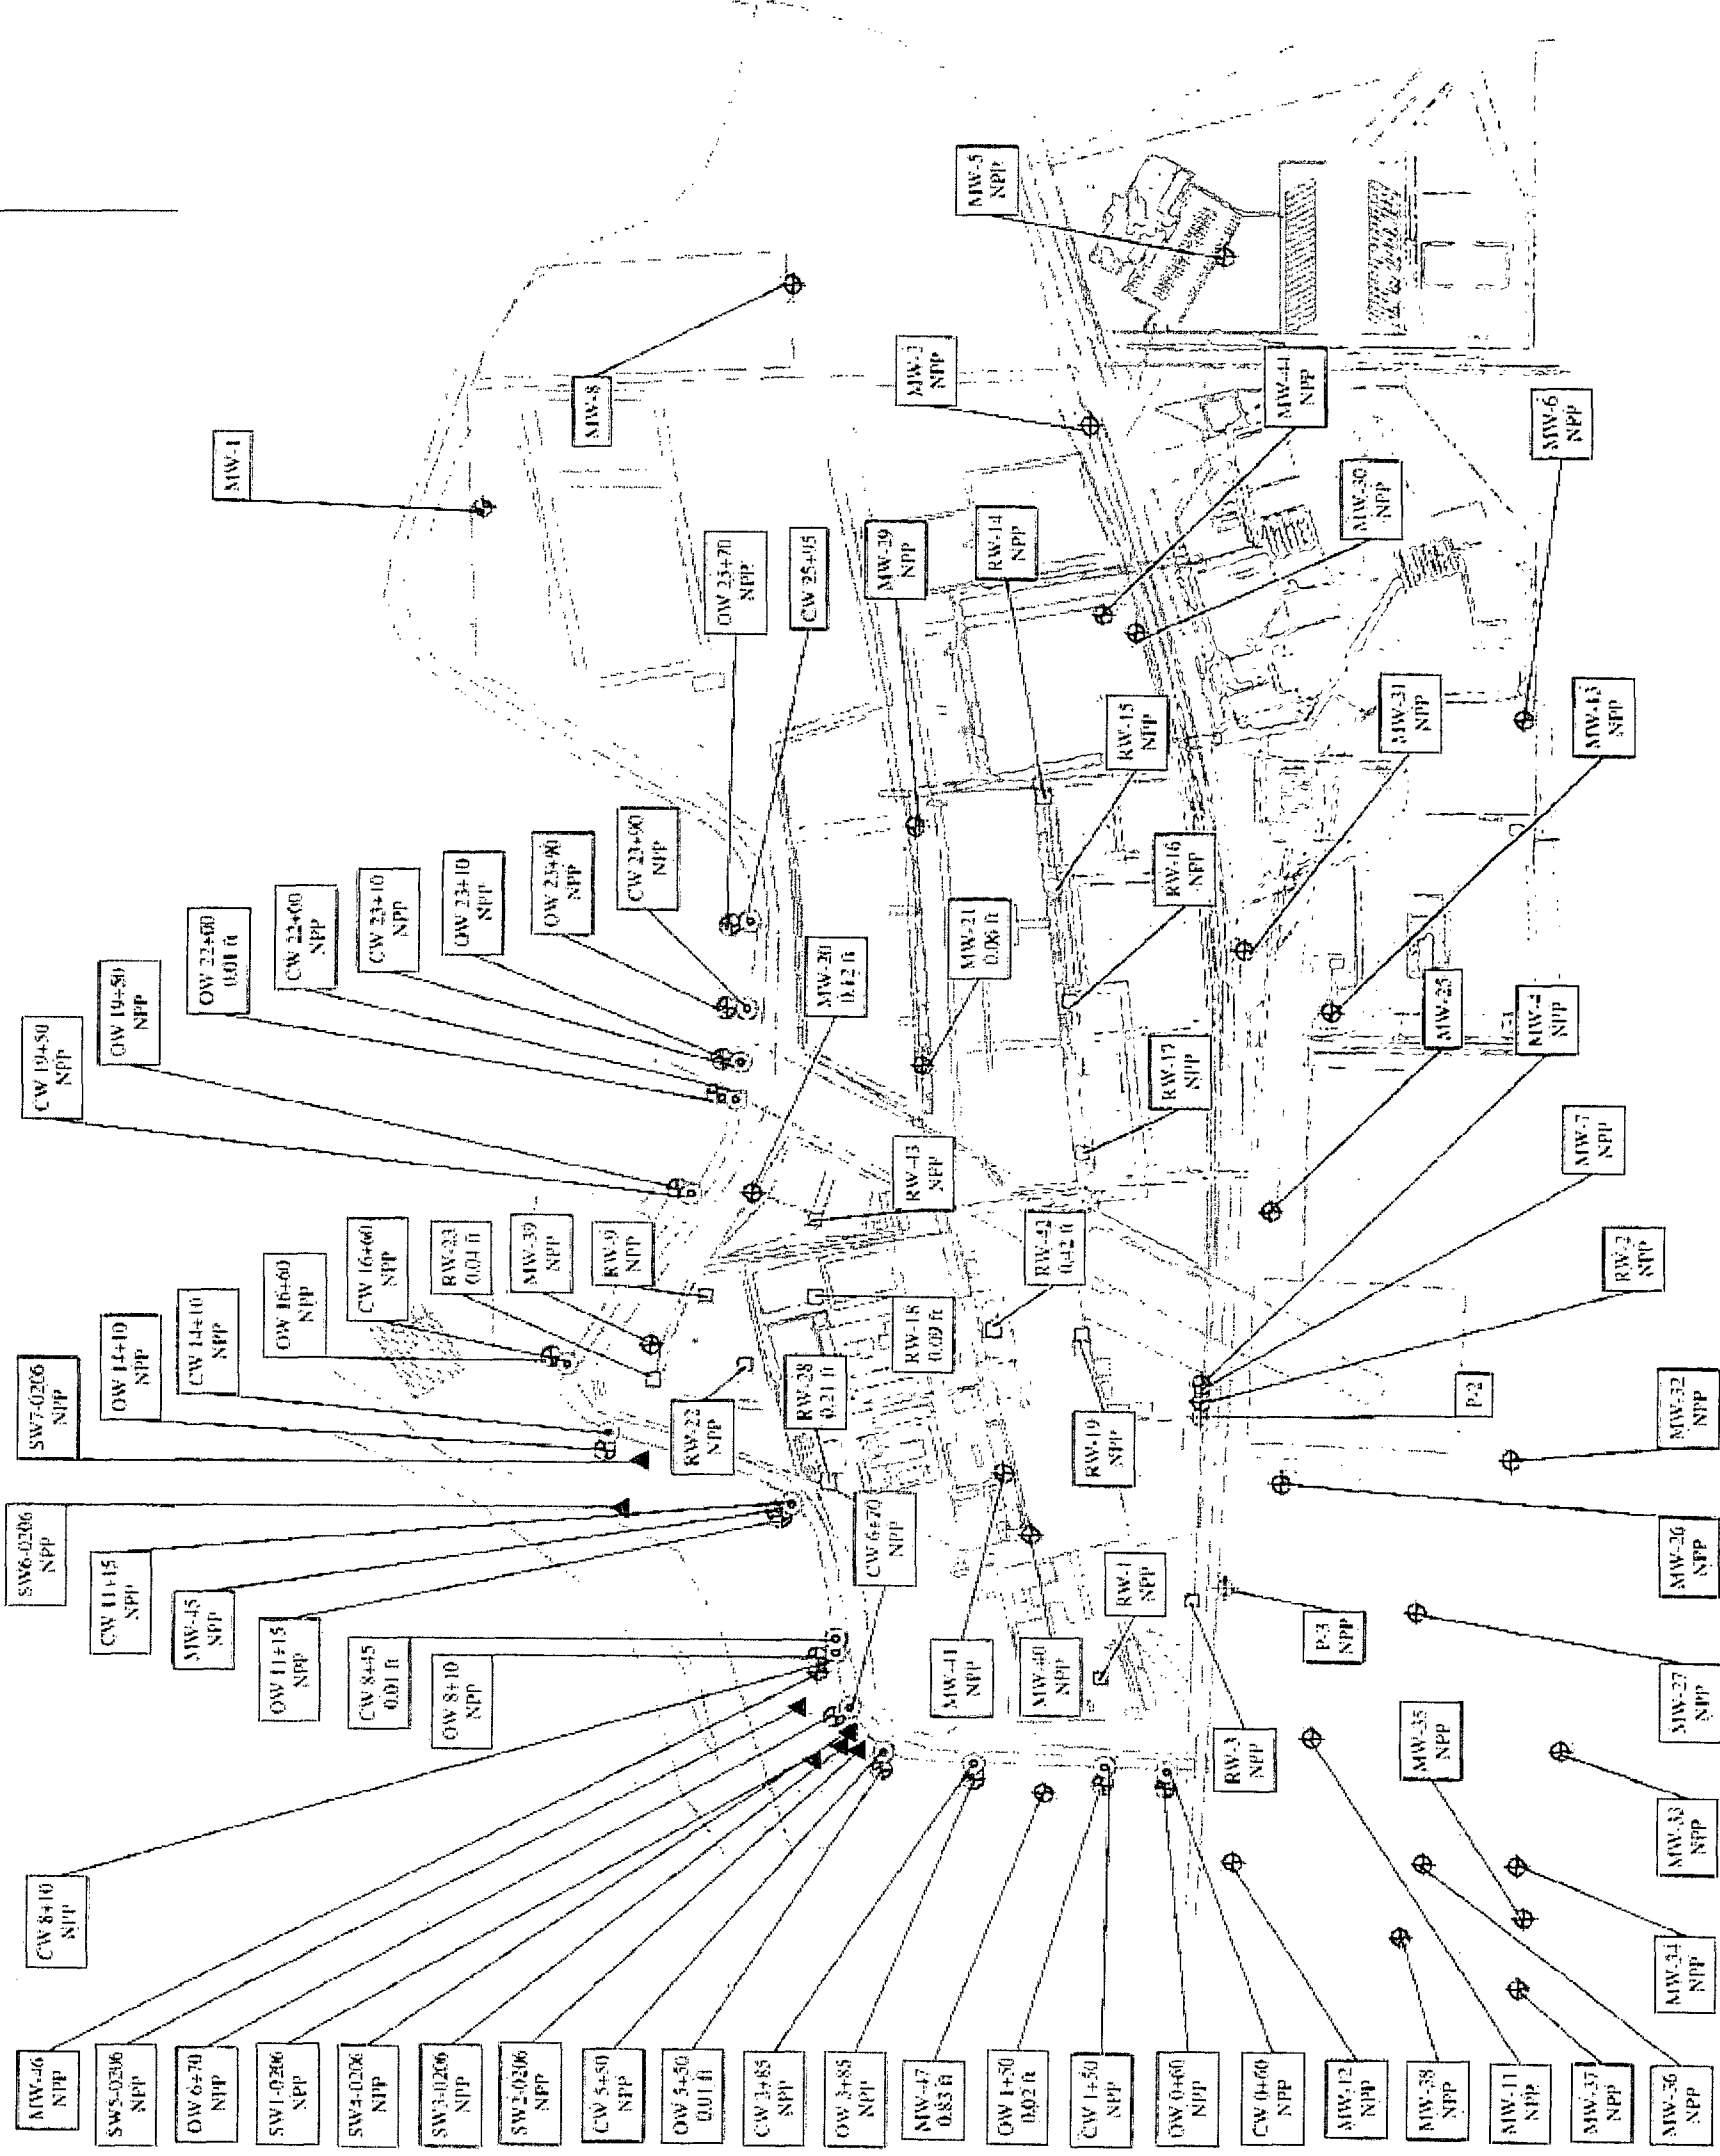 MW-1
MW-8
MW-5
NPP
MW-2
NPP
MW-44
NPP
MW-6
NPP
MW-30
NPP
OW 25+70
NPP
CW 25+95
MW-29
NPP
RW-14
NPP
RW-15
NPP
MW-31
NPP
MW-43
NPP
CW 19+50
NPP
OW 19+50
NPP
OW 22+00
0.01 ft
CW 22+00
NPP
CW 23+10
NPP
OW 23+10
NPP
OW 23+90
NPP
CW 23+90
NPP
MW-20
0.12 ft
MW-21
0.06 ft
RW-16
NPP
RW-17
NPP
MW-25
MW-4
NPP
MW-7
NPP
RW-2
NPP
SW7-0206
NPP
OW 14+10
NPP
CW 14+10
NPP
OW 16+60
NPP
CW 16+60
NPP
RW-23
0.04 ft
MW-39
NPP
RW-9
NPP
RW-43
NPP
RW-42
0.42 ft
RW-18
0.09 ft
RW-28
0.21 ft
RW-22
NPP
RW-19
NPP
P-2
MW-32
NPP
SW6-0206
NPP
CW 11+15
NPP
MW-45
NPP
OW 11+15
NPP
CW 8+45
0.01 ft
OW 8+10
NPP
CW 6+70
NPP
MW-41
NPP
MW-40
NPP
RW-1
NPP
P-3
NPP
MW-26
NPP
MW-27
NPP
RW-3
NPP
MW-35
NPP
MW-33
NPP
CW 8+10
NPP
MW-34
NPP
MW-46
NPP
SW5-0206
NPP
OW 6+70
NPP
SW1-0206
NPP
SW4-0206
NPP
SW3-0206
NPP
SW2-0206
NPP
CW 5+50
NPP
OW 5+50
0.01 ft
CW 3+85
NPP
OW 3+85
NPP
MW-47
0.83 ft
OW 1+50
0.02 ft
CW 1+50
NPP
OW 0+60
NPP
CW 0+60
NPP
MW-12
NPP
MW-38
NPP
MW-11
NPP
MW-37
NPP
MW-36
NPP